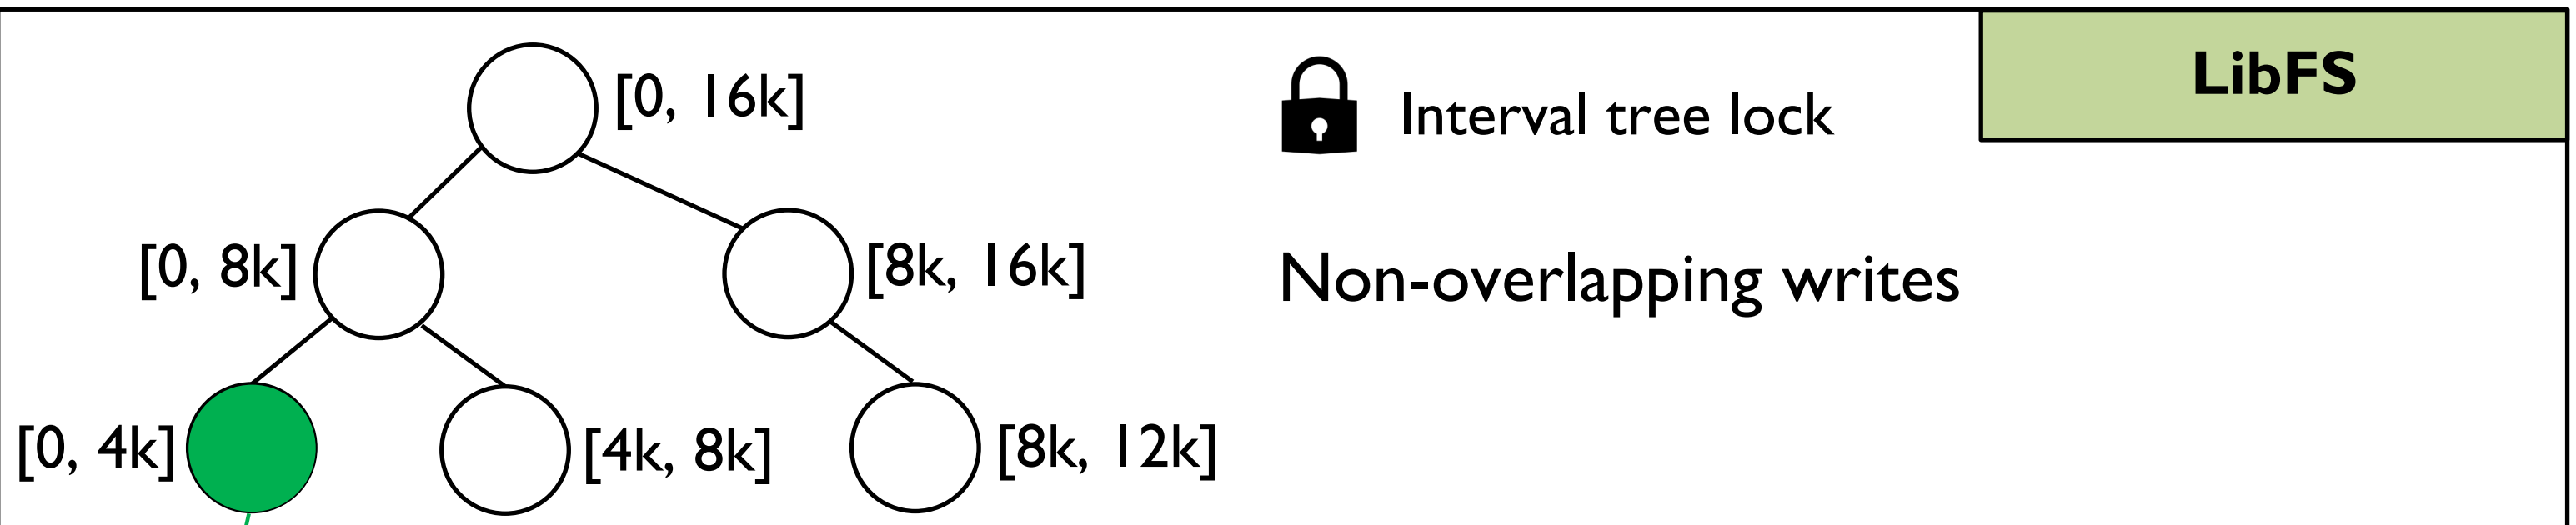 LibFS
[0, 16k]
Interval tree lock
[0, 8k]
[8k, 16k]
Non-overlapping writes
[0, 4k]
[4k, 8k]
[8k, 12k]